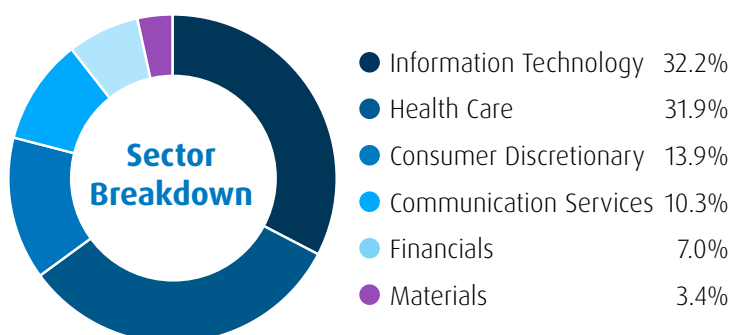 Sector
Breakdown
Information Technology 32.2%
Health Care 31.9%
Consumer Discretionary 13.9%
Communication Services 10.3%
Financials 7.0%
Materials 3.4%